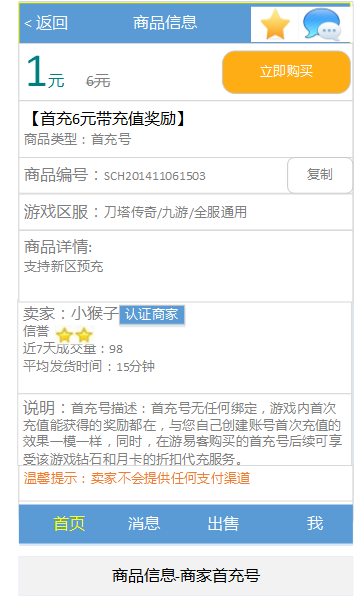 < 返回 商品信息
1元 6元 立即购买
【首充6元带充值奖励】
商品类型：首充号
商品编号：SCH201411061503 复制
游戏区服：刀塔传奇/九游/全服通用
商品详情:
支持新区预充
卖家：小猴子 认证商家
信誉
近7天成交量：98
平均发货时间：15分钟
说明：首充号描述：首充号无任何绑定，游戏内首次
充值能获得的奖励都在，与您自己创建账号首次充值的
效果一模一样，同时，在游易客购买的首充号后续可享
受该游戏钻石和月卡的折扣代充服务。
温馨提示：卖家不会提供任何支付渠道
首页 消息 出售 我
商品信息-商家首充号